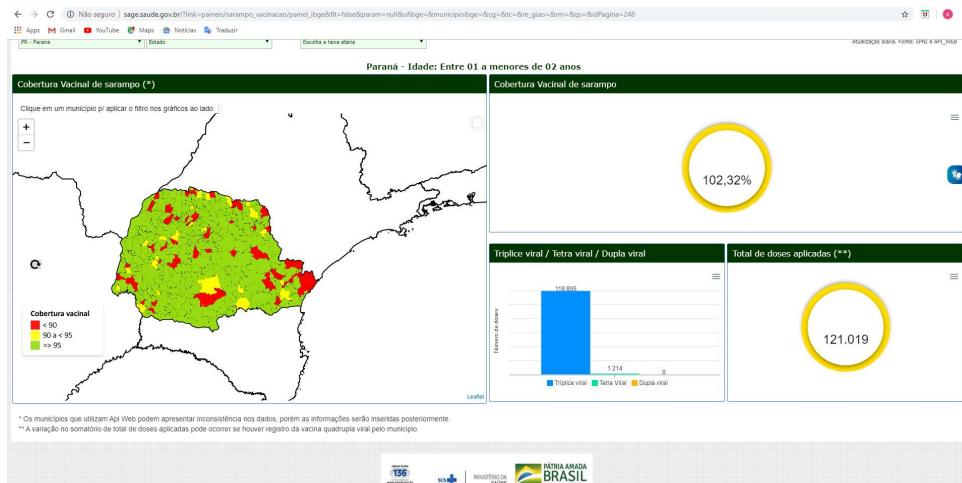 Não seguro | sage.saude.gov.br/?link=paineis/sarampo_vacinacao/painel_ibge&flt=false&param=null&ufibge=&municipioibge=&cg=&tc=&re_giao=&rm=&qs=&idPagina=248
Apps M Gmail YouTube Maps Notícias Traduzir
PR - Paraná Estado Escolha a faixa etária Atualização diária. Fonte: SPNI e API_WEB
Paraná - Idade: Entre 01 a menores de 02 anos
Cobertura Vacinal de sarampo (*)
Clique em um município p/ aplicar o filtro nos gráficos ao lado
+
−
Cobertura vacinal
< 90
90 a < 95
=> 95
Leaflet
Cobertura Vacinal de sarampo
102,32%
Tríplice viral / Tetra viral / Dupla viral
Número de doses
119.805
1.214
0
Tríplice viral Tetra Viral Dupla viral
Total de doses aplicadas (**)
121.019
* Os municípios que utilizam Api Web podem apresentar inconsistência nos dados, porém as informações serão inseridas posteriormente.
** A variação no somatório de total de doses aplicadas pode ocorrer se houver registro da vacina quadrupla viral pelo município.
136
SUS
MINISTÉRIO DA
SAÚDE
PÁTRIA AMADA
BRASIL